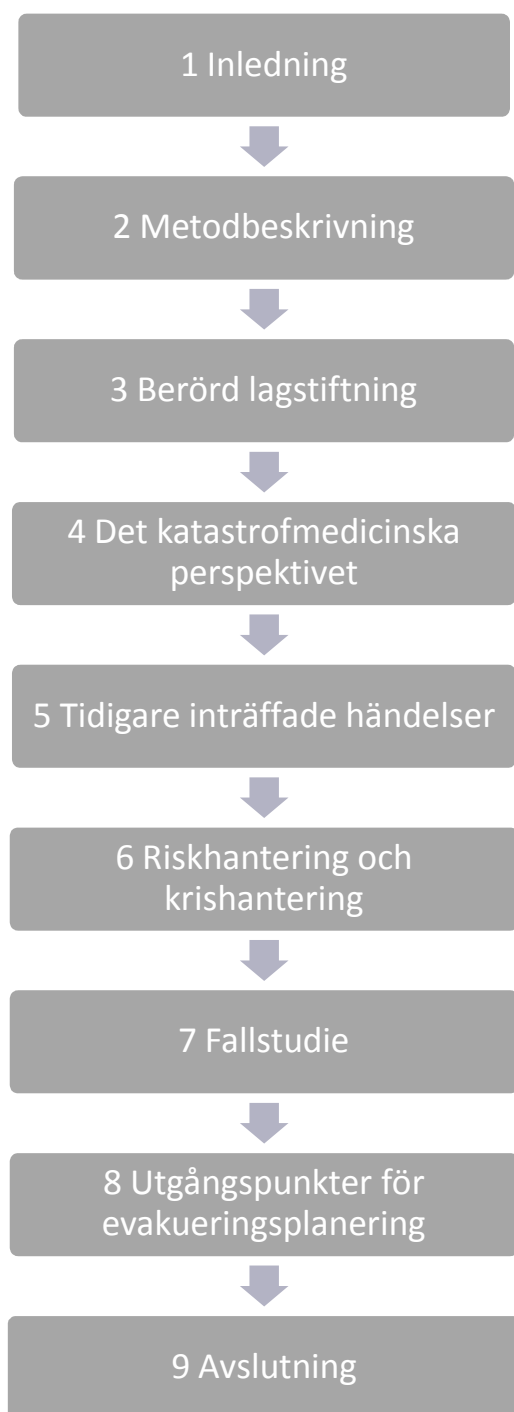 1 Inledning
2 Metodbeskrivning
3 Berörd lagstiftning
4 Det katastrofmedicinska
perspektivet
5 Tidigare inträffade händelser
6 Riskhantering och
krishantering
7 Fallstudie
8 Utgångspunkter för
evakueringsplanering
9 Avslutning